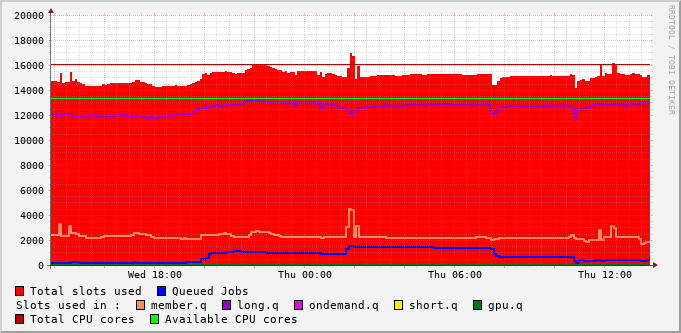 20000
18000
16000
14000
12000
10000
8000
6000
4000
2000
0
Wed 18:00 Thu 00:00 Thu 06:00 Thu 12:00
Total slots used Queued Jobs
Slots used in : member.q long.q ondemand.q short.q gpu.q
Total CPU cores Available CPU cores
RRDTOOL / TOBI OETIKER